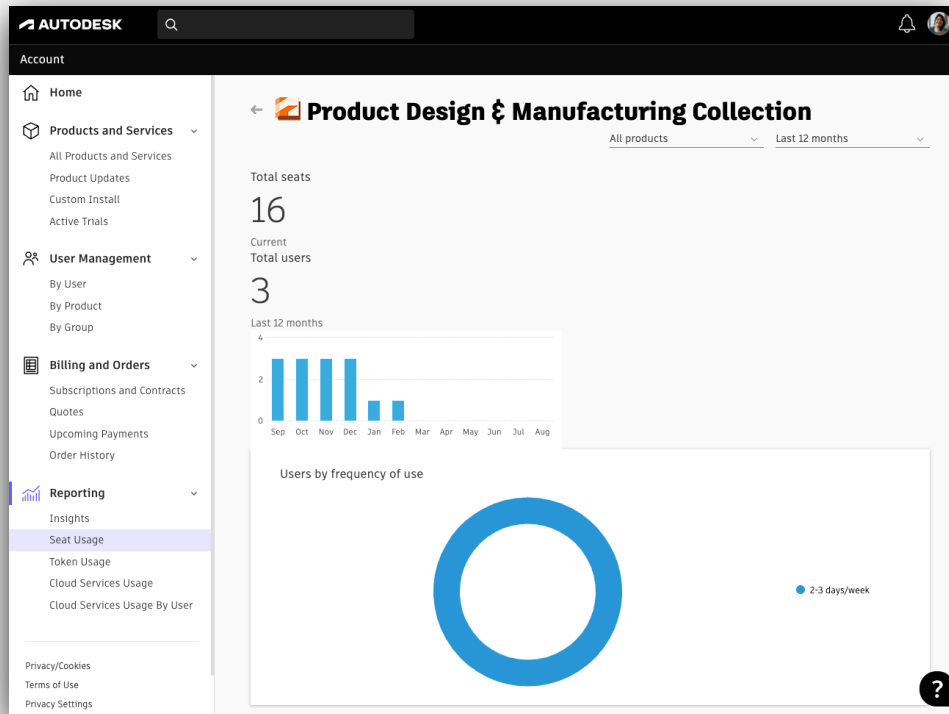 AUTODESK
Account
Home
Products and Services
All Products and Services
Product Updates
Custom Install
Active Trials
User Management
By User
By Product
By Group
Billing and Orders
Subscriptions and Contracts
Quotes
Upcoming Payments
Order History
Reporting
Insights
Seat Usage
Token Usage
Cloud Services Usage
Cloud Services Usage By User
Privacy/Cookies
Terms of Use
Privacy Settings
Product Design & Manufacturing Collection
All products Last 12 months
Total seats
16
Current
Total users
3
Last 12 months
4
2
0
Sep Oct Nov Dec Jan Feb Mar Apr May Jun Jul Aug
Users by frequency of use
2-3 days/week
?